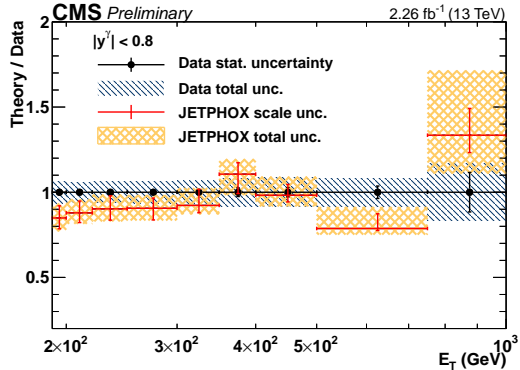 CMS Preliminary 2.26 fb⁻¹ (13 TeV)
Theory / Data
|y^γ| < 0.8
Data stat. uncertainty
Data total unc.
JETPHOX scale unc.
JETPHOX total unc.
2
1.5
1
0.5
2×10² 3×10² 4×10² 5×10² 10³
E_T (GeV)